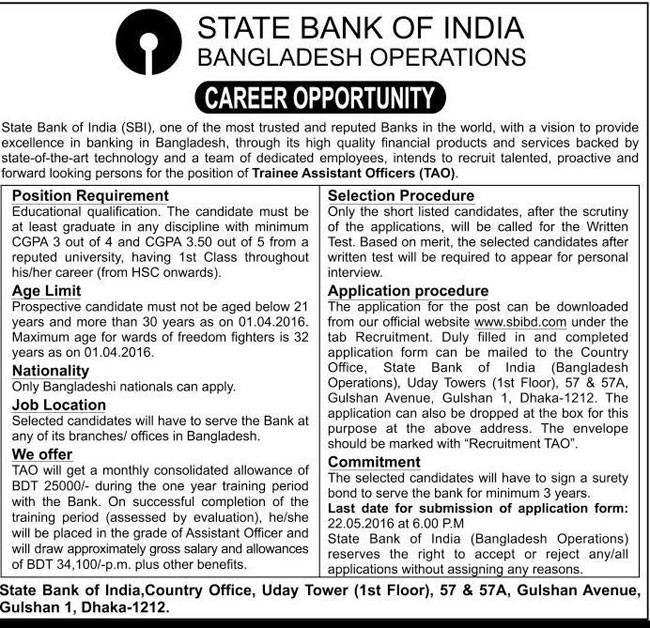 STATE BANK OF INDIA
BANGLADESH OPERATIONS
CAREER OPPORTUNITY
State Bank of India (SBI), one of the most trusted and reputed Banks in the world, with a vision to provide
excellence in banking in Bangladesh, through its high quality financial products and services backed by
state-of-the-art technology and a team of dedicated employees, intends to recruit talented, proactive and
forward looking persons for the position of Trainee Assistant Officers (TAO).
Position Requirement
Educational qualification. The candidate must be
at least graduate in any discipline with minimum
CGPA 3 out of 4 and CGPA 3.50 out of 5 from a
reputed university, having 1st Class throughout
his/her career (from HSC onwards).
Age Limit
Prospective candidate must not be aged below 21
years and more than 30 years as on 01.04.2016.
Maximum age for wards of freedom fighters is 32
years as on 01.04.2016.
Nationality
Only Bangladeshi nationals can apply.
Job Location
Selected candidates will have to serve the Bank at
any of its branches/ offices in Bangladesh.
We offer
TAO will get a monthly consolidated allowance of
BDT 25000/- during the one year training period
with the Bank. On successful completion of the
training period (assessed by evaluation), he/she
will be placed in the grade of Assistant Officer and
will draw approximately gross salary and allowances
of BDT 34,100/-p.m. plus other benefits.
Selection Procedure
Only the short listed candidates, after the scrutiny
of the applications, will be called for the Written
Test. Based on merit, the selected candidates after
written test will be required to appear for personal
interview.
Application procedure
The application for the post can be downloaded
from our official website www.sbibd.com under the
tab Recruitment. Duly filled in and completed
application form can be mailed to the Country
Office, State Bank of India (Bangladesh
Operations), Uday Towers (1st Floor), 57 & 57A,
Gulshan Avenue, Gulshan 1, Dhaka-1212. The
application can also be dropped at the box for this
purpose at the above address. The envelope
should be marked with “Recruitment TAO”.
Commitment
The selected candidates will have to sign a surety
bond to serve the bank for minimum 3 years.
Last date for submission of application form:
22.05.2016 at 6.00 P.M
State Bank of India (Bangladesh Operations)
reserves the right to accept or reject any/all
applications without assigning any reasons.
State Bank of India,Country Office, Uday Tower (1st Floor), 57 & 57A, Gulshan Avenue,
Gulshan 1, Dhaka-1212.